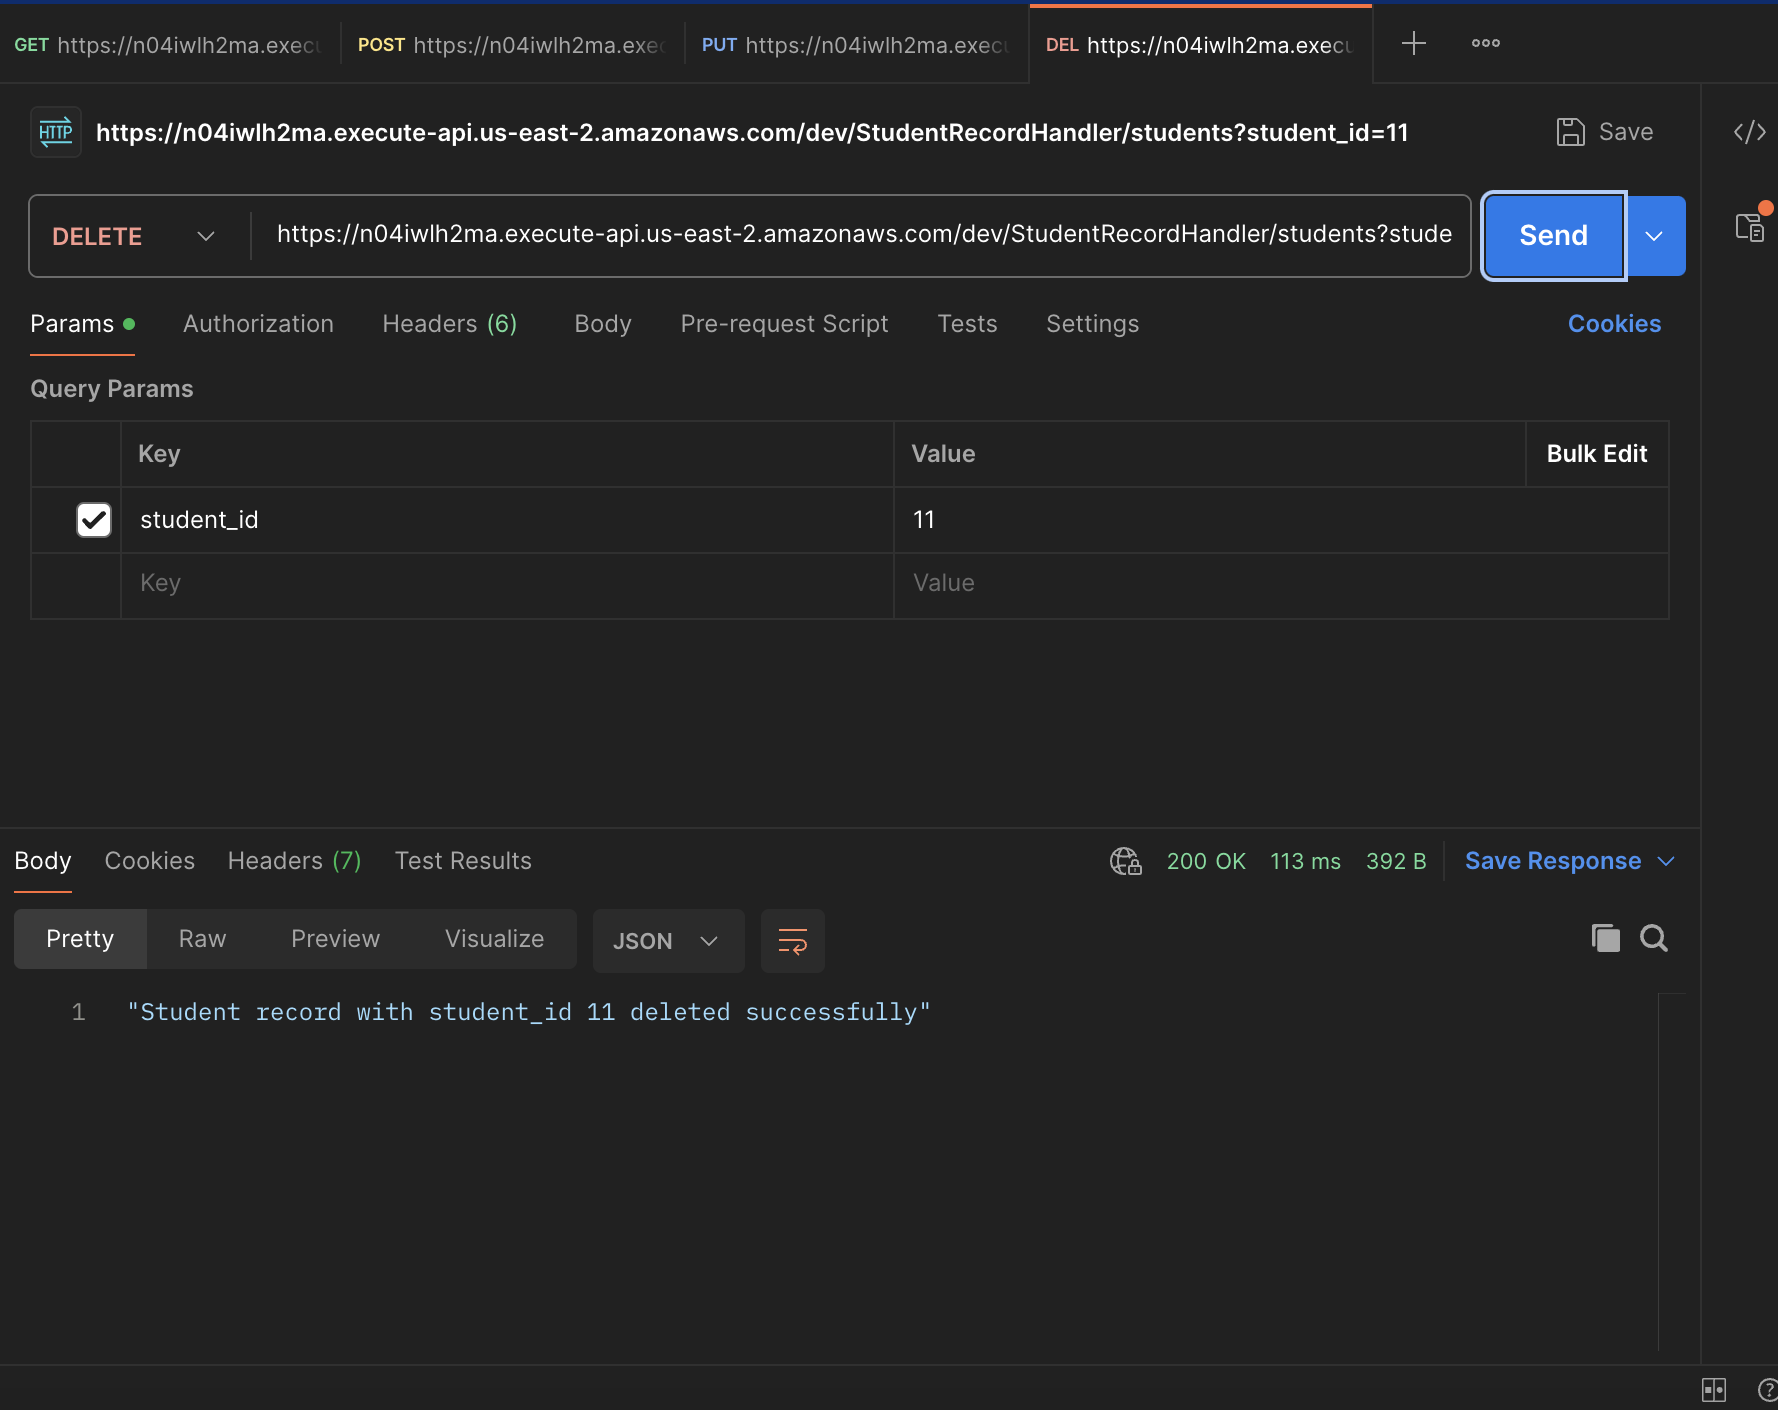 GET https://n04iwlh2ma.execu POST https://n04iwlh2ma.exec PUT https://n04iwlh2ma.execu DEL https://n04iwlh2ma.execu
HTTP https://n04iwlh2ma.execute-api.us-east-2.amazonaws.com/dev/StudentRecordHandler/students?student_id=11 Save
DELETE https://n04iwlh2ma.execute-api.us-east-2.amazonaws.com/dev/StudentRecordHandler/students?stude Send
Params Authorization Headers (6) Body Pre-request Script Tests Settings Cookies
Query Params
Key Value Bulk Edit
student_id 11
Key Value
Body Cookies Headers (7) Test Results 200 OK 113 ms 392 B Save Response
Pretty Raw Preview Visualize JSON
1 "Student record with student_id 11 deleted successfully"